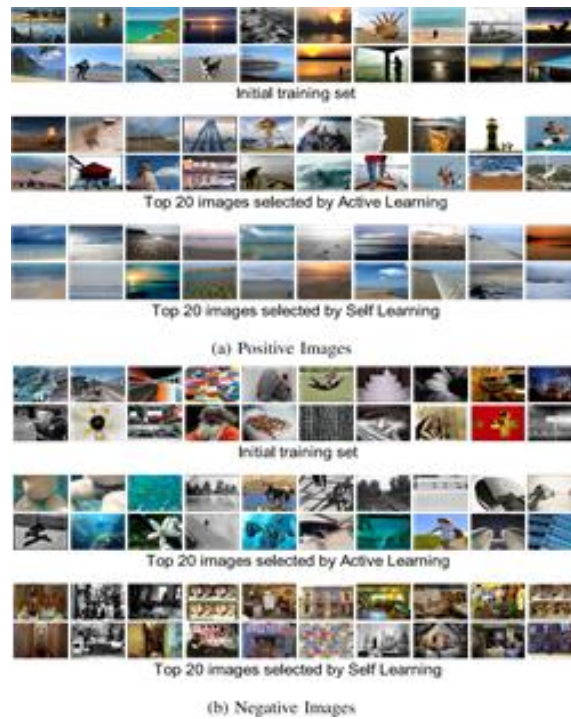 Initial training set
Top 20 images selected by Active Learning
Top 20 images selected by Self Learning
(a) Positive Images
Initial training set
Top 20 images selected by Active Learning
Top 20 images selected by Self Learning
(b) Negative Images